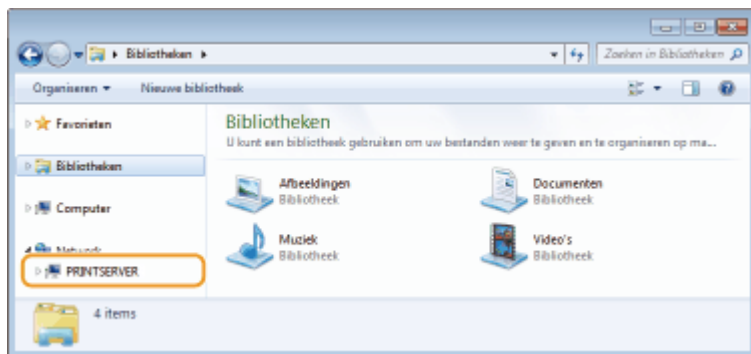 Bibliotheken
Zoeken in Bibliotheken
Organiseren
Nieuwe bibliotheek
Favorieten
Bibliotheken
Computer
Network
PRINTSERVER
Bibliotheken
U kunt een bibliotheek gebruiken om uw bestanden weer te geven en te organiseren op ma...
Afbeeldingen
Bibliotheek
Documenten
Bibliotheek
Muziek
Bibliotheek
Video's
Bibliotheek
4 items